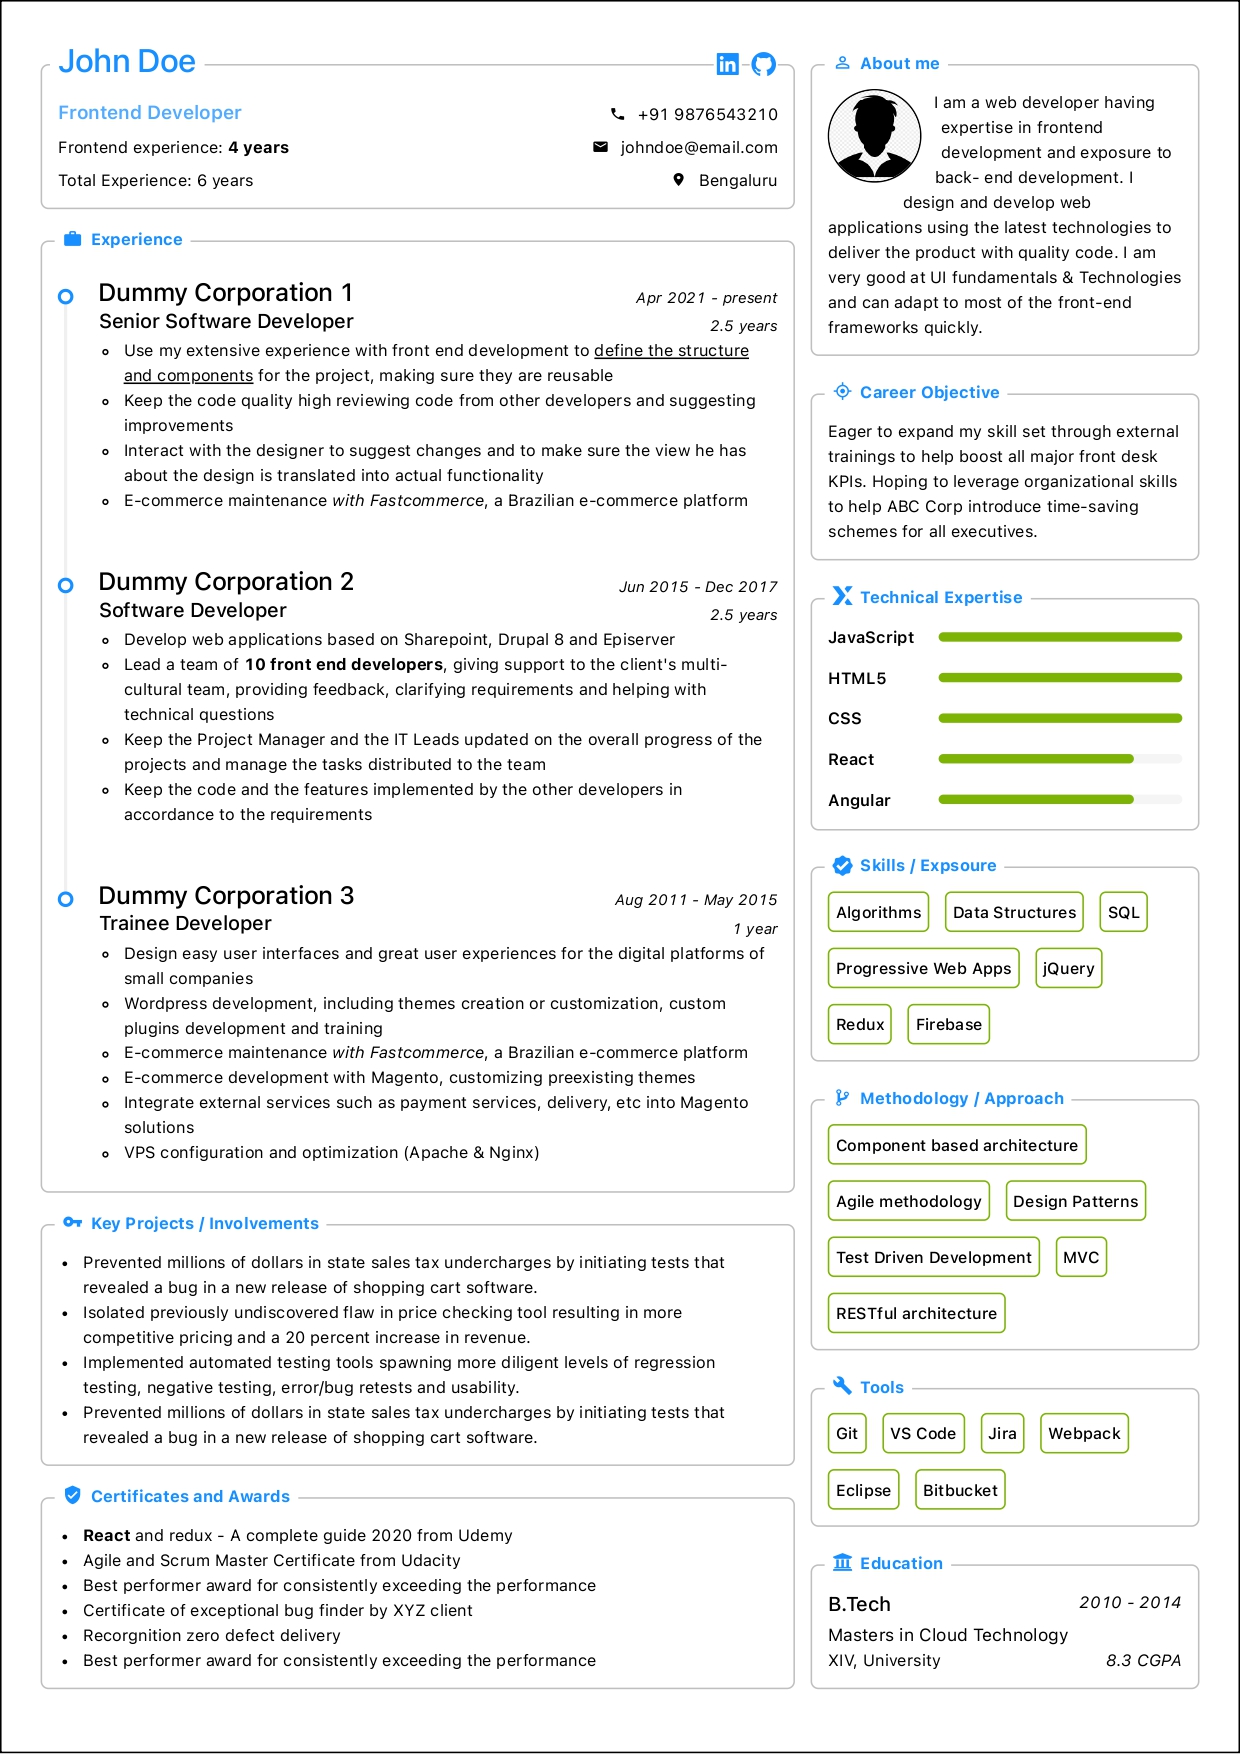 John Doe
in
Frontend Developer
+91 9876543210
Frontend experience: 4 years
johndoe@email.com
Total Experience: 6 years
Bengaluru
Experience
Dummy Corporation 1
Apr 2021 - present
Senior Software Developer
2.5 years
Use my extensive experience with front end development to define the structure
and components for the project, making sure they are reusable
Keep the code quality high reviewing code from other developers and suggesting
improvements
Interact with the designer to suggest changes and to make sure the view he has
about the design is translated into actual functionality
E-commerce maintenance with Fastcommerce, a Brazilian e-commerce platform
Dummy Corporation 2
Jun 2015 - Dec 2017
Software Developer
2.5 years
Develop web applications based on Sharepoint, Drupal 8 and Episerver
Lead a team of 10 front end developers, giving support to the client's multi-
cultural team, providing feedback, clarifying requirements and helping with
technical questions
Keep the Project Manager and the IT Leads updated on the overall progress of the
projects and manage the tasks distributed to the team
Keep the code and the features implemented by the other developers in
accordance to the requirements
Dummy Corporation 3
Aug 2011 - May 2015
Trainee Developer
1 year
Design easy user interfaces and great user experiences for the digital platforms of
small companies
Wordpress development, including themes creation or customization, custom
plugins development and training
E-commerce maintenance with Fastcommerce, a Brazilian e-commerce platform
E-commerce development with Magento, customizing preexisting themes
Integrate external services such as payment services, delivery, etc into Magento
solutions
VPS configuration and optimization (Apache & Nginx)
Key Projects / Involvements
Prevented millions of dollars in state sales tax undercharges by initiating tests that
revealed a bug in a new release of shopping cart software.
Isolated previously undiscovered flaw in price checking tool resulting in more
competitive pricing and a 20 percent increase in revenue.
Implemented automated testing tools spawning more diligent levels of regression
testing, negative testing, error/bug retests and usability.
Prevented millions of dollars in state sales tax undercharges by initiating tests that
revealed a bug in a new release of shopping cart software.
Certificates and Awards
React and redux - A complete guide 2020 from Udemy
Agile and Scrum Master Certificate from Udacity
Best performer award for consistently exceeding the performance
Certificate of exceptional bug finder by XYZ client
Recorgnition zero defect delivery
Best performer award for consistently exceeding the performance
About me
I am a web developer having
expertise in frontend
development and exposure to
back- end development. I
design and develop web
applications using the latest technologies to
deliver the product with quality code. I am
very good at UI fundamentals & Technologies
and can adapt to most of the front-end
frameworks quickly.
Career Objective
Eager to expand my skill set through external
trainings to help boost all major front desk
KPIs. Hoping to leverage organizational skills
to help ABC Corp introduce time-saving
schemes for all executives.
Technical Expertise
JavaScript
HTML5
CSS
React
Angular
Skills / Expsoure
Algorithms Data Structures SQL
Progressive Web Apps jQuery
Redux Firebase
Methodology / Approach
Component based architecture
Agile methodology Design Patterns
Test Driven Development MVC
RESTful architecture
Tools
Git VS Code Jira Webpack
Eclipse Bitbucket
Education
B.Tech 2010 - 2014
Masters in Cloud Technology
XIV, University 8.3 CGPA